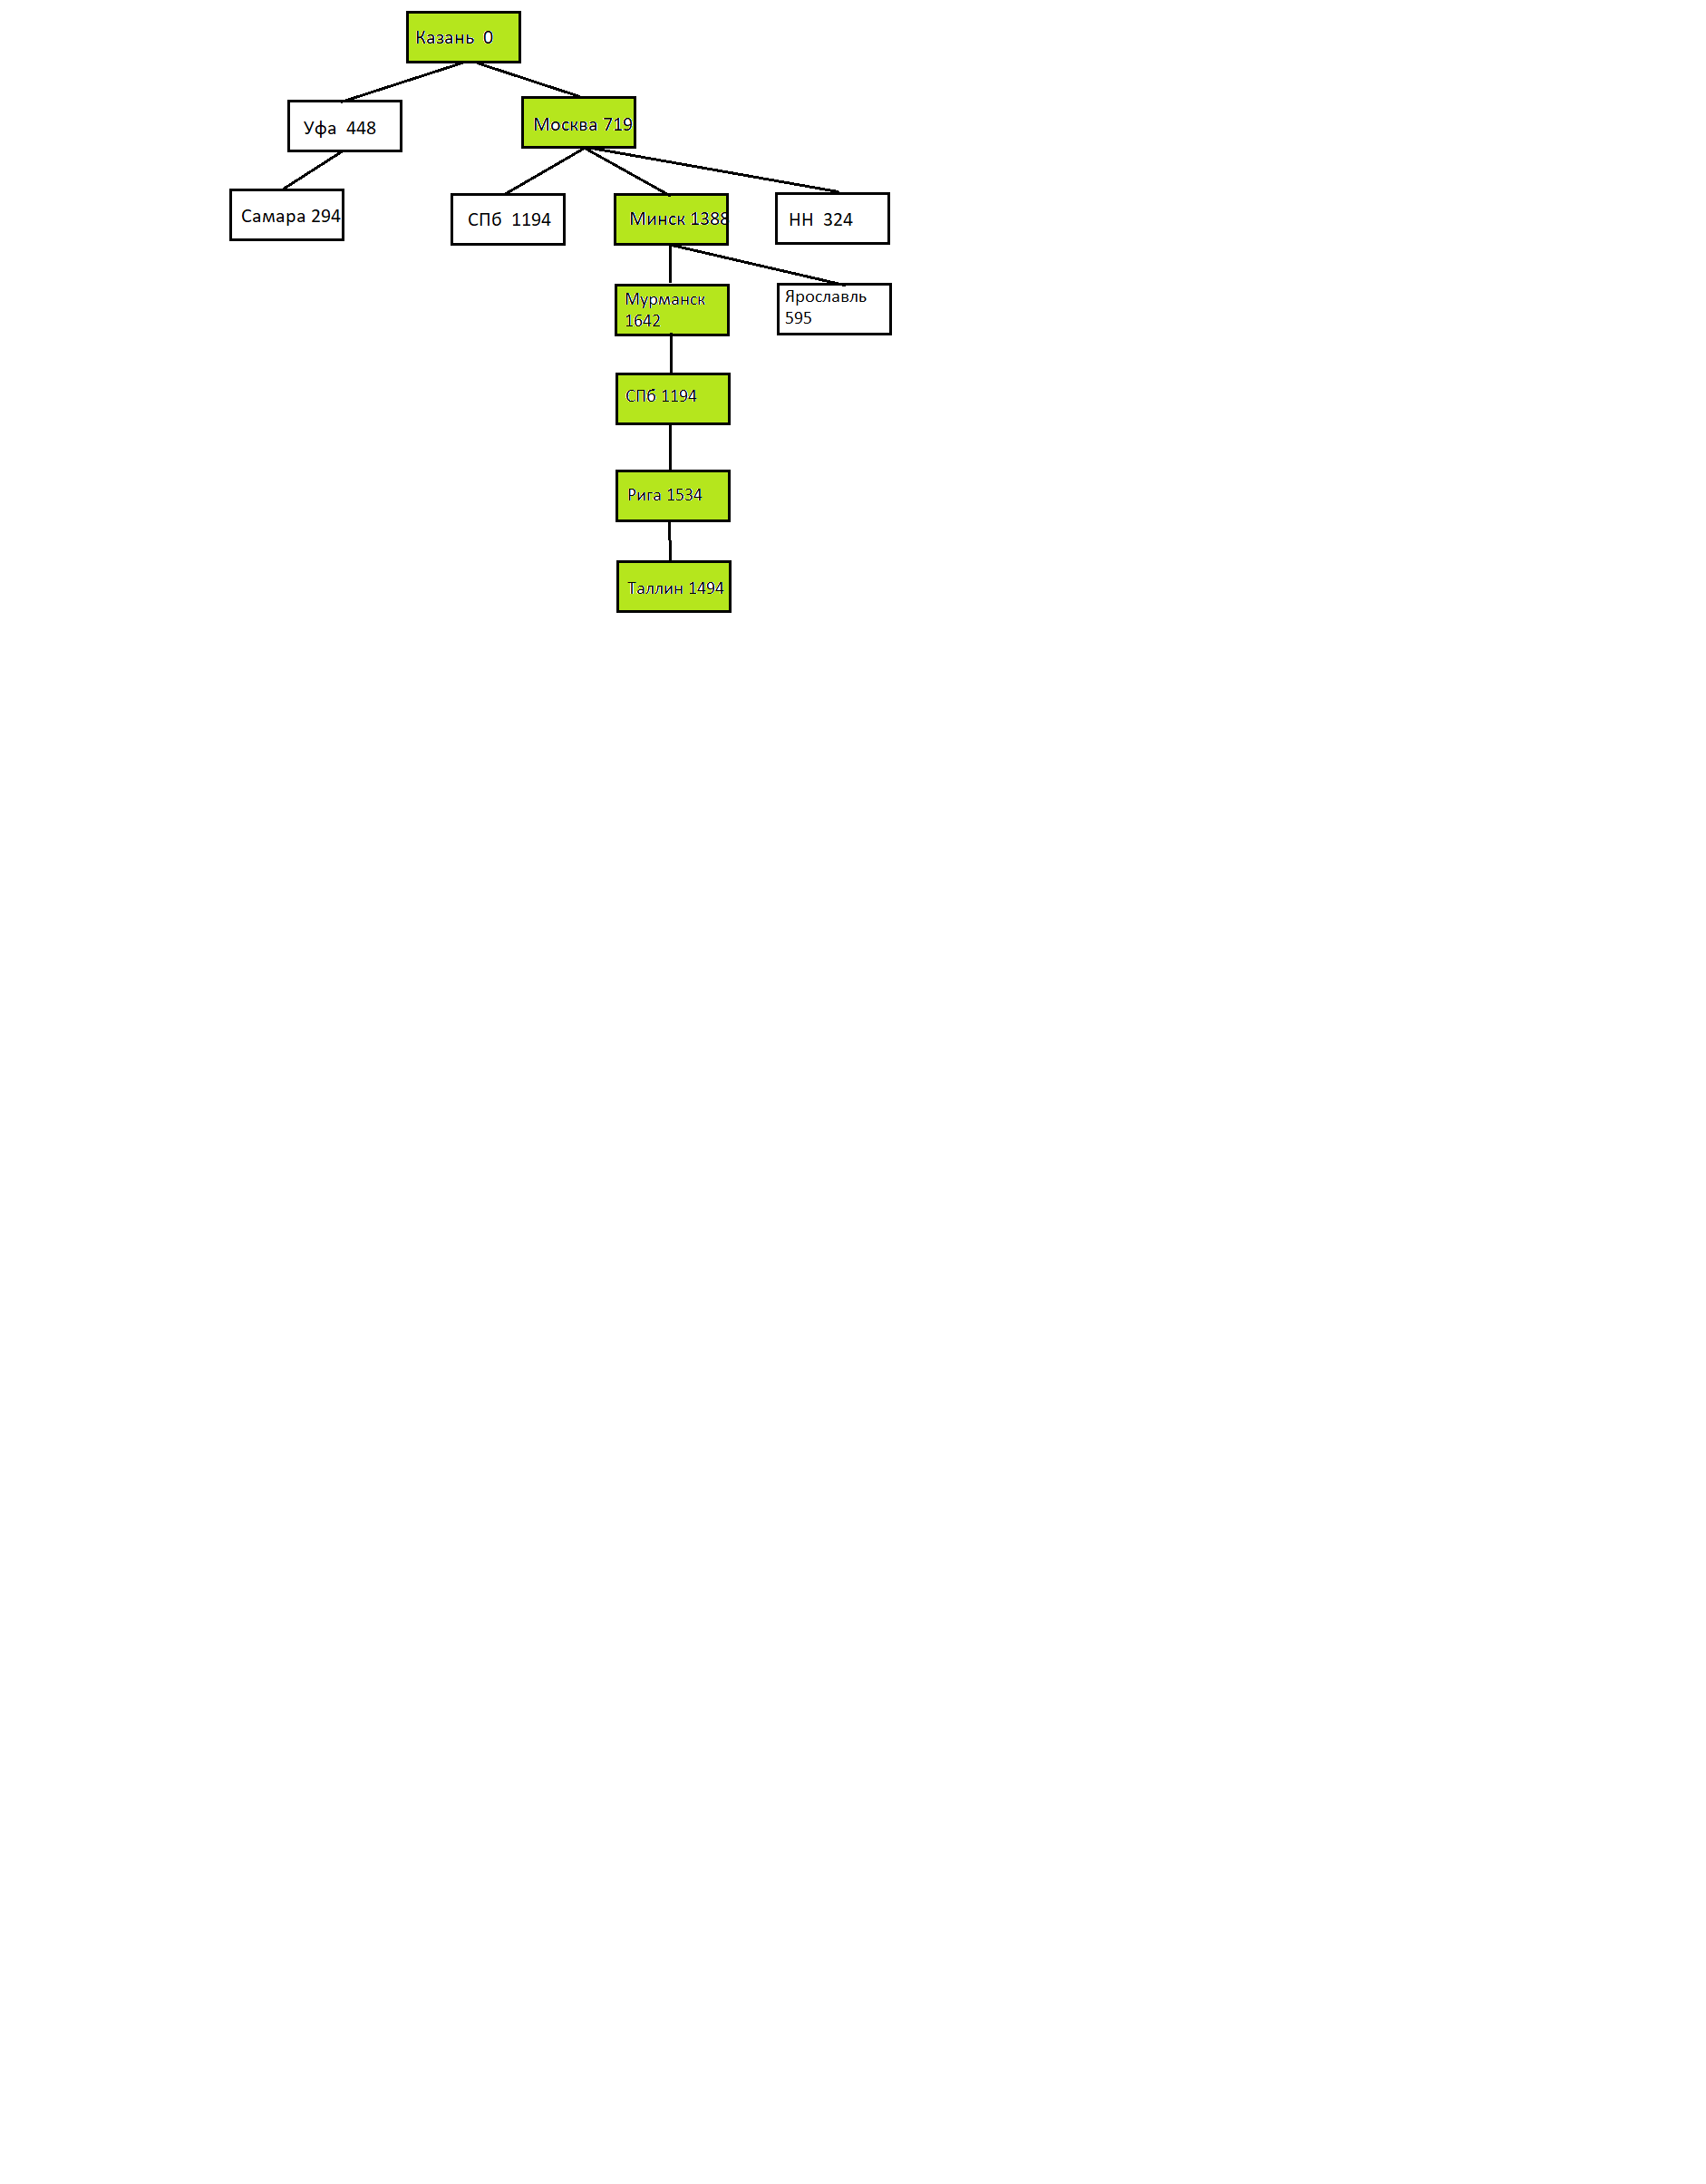 Казань 0
Уфа 448
Москва 719
Самара 294
СПб 1194
Минск 1388
НН 324
Мурманск
1642
Ярославль
595
СПб 1194
Рига 1534
Таллин 1494